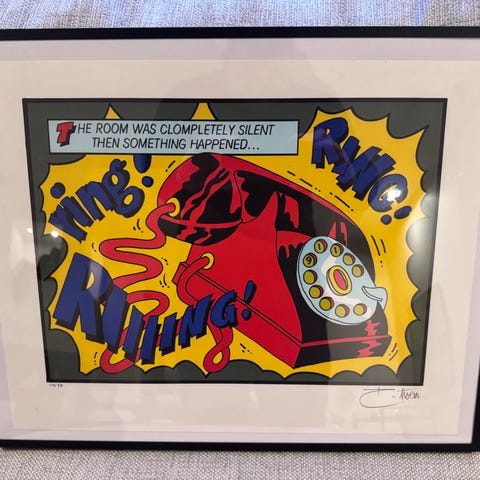 THE ROOM WAS CLOMPLETELY SILENT
THEN SOMETHING HAPPENED...
ring!
RING!
RIIIING!